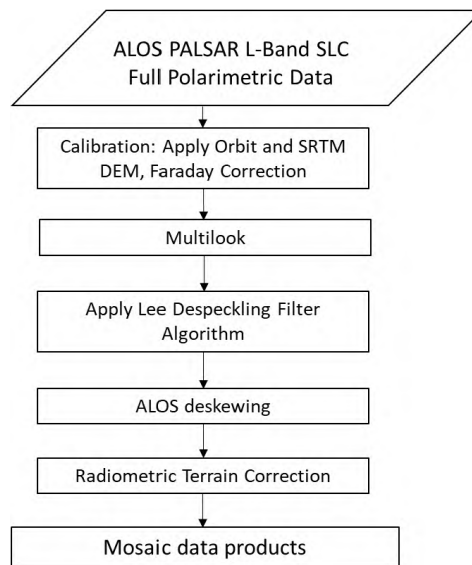 ALOS PALSAR L-Band SLC
Full Polarimetric Data
Calibration: Apply Orbit and SRTM
DEM, Faraday Correction
Multilook
Apply Lee Despeckling Filter
Algorithm
ALOS deskewing
Radiometric Terrain Correction
Mosaic data products